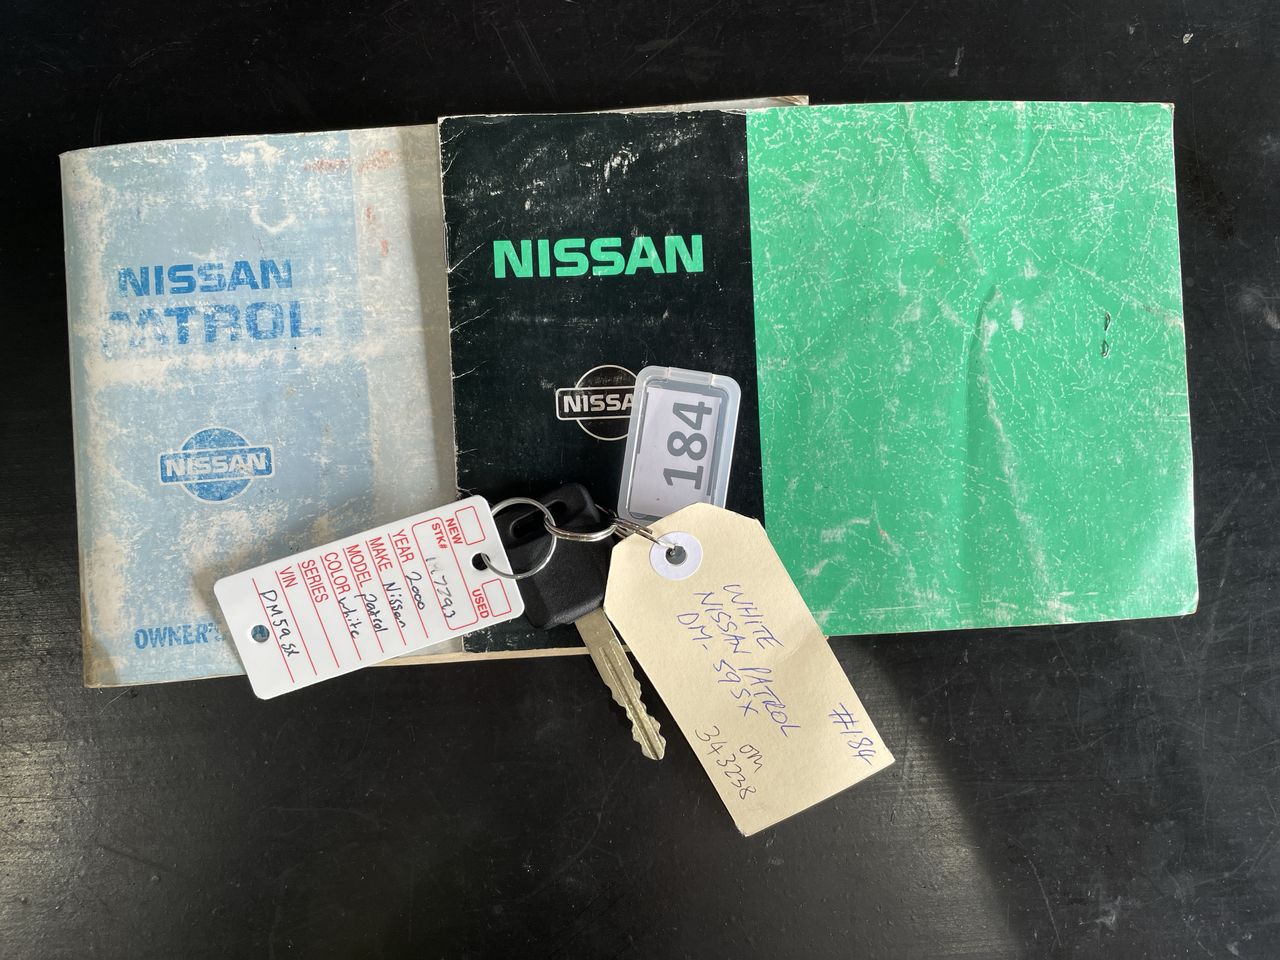 NISSAN
PATROL
NISSAN
OWNER'S
NISSAN
NISSA
184
NEW
USED
STK#
YEAR 2000
MAKE Nissan
MODEL patrol
COLOR white
SERIES
VIN
DM59SX
WHITE
NISSAN PATROL
DM-59SX
OM
343238
#184